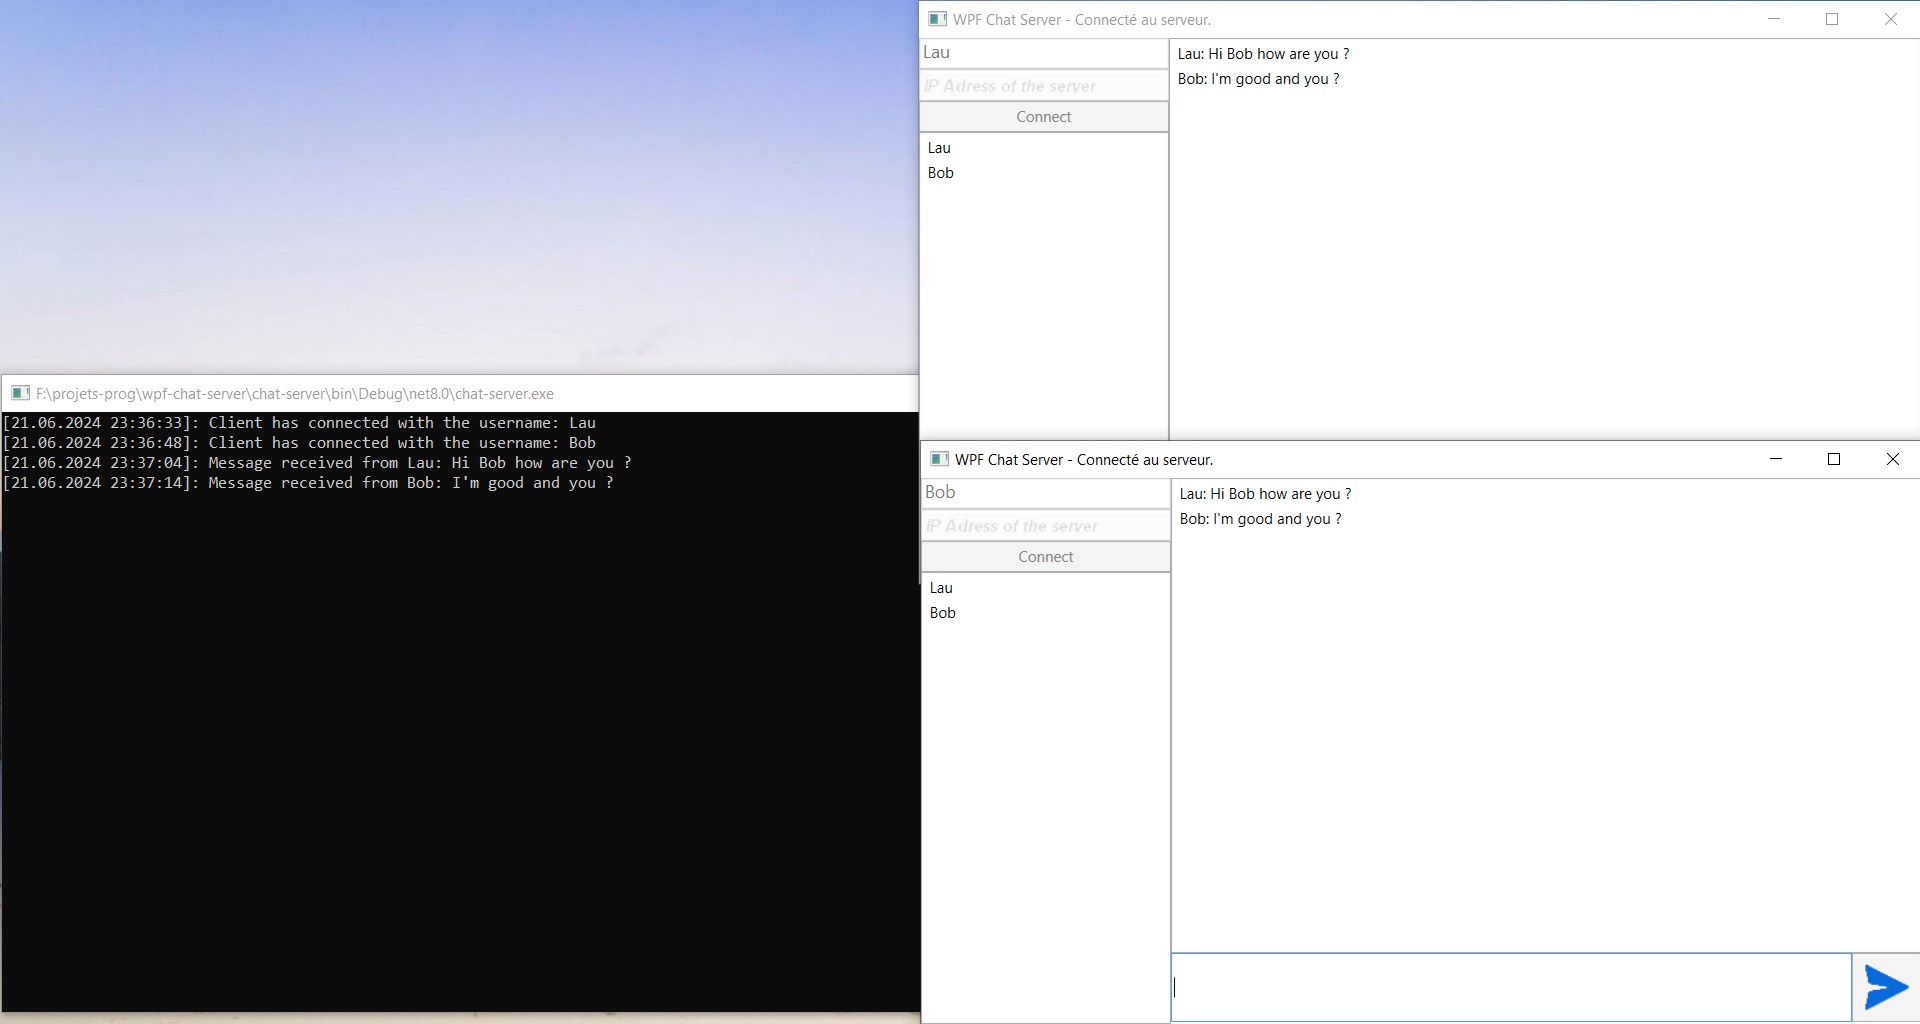 WPF Chat Server - Connecté au serveur.
Lau
IP Adress of the server
Connect
Lau
Bob
Lau: Hi Bob how are you ?
Bob: I'm good and you ?
F:\projets-prog\wpf-chat-server\chat-server\bin\Debug\net8.0\chat-server.exe
[21.06.2024 23:36:33]: Client has connected with the username: Lau
[21.06.2024 23:36:48]: Client has connected with the username: Bob
[21.06.2024 23:37:04]: Message received from Lau: Hi Bob how are you ?
[21.06.2024 23:37:14]: Message received from Bob: I'm good and you ?
WPF Chat Server - Connecté au serveur.
Bob
IP Adress of the server
Connect
Lau
Bob
Lau: Hi Bob how are you ?
Bob: I'm good and you ?